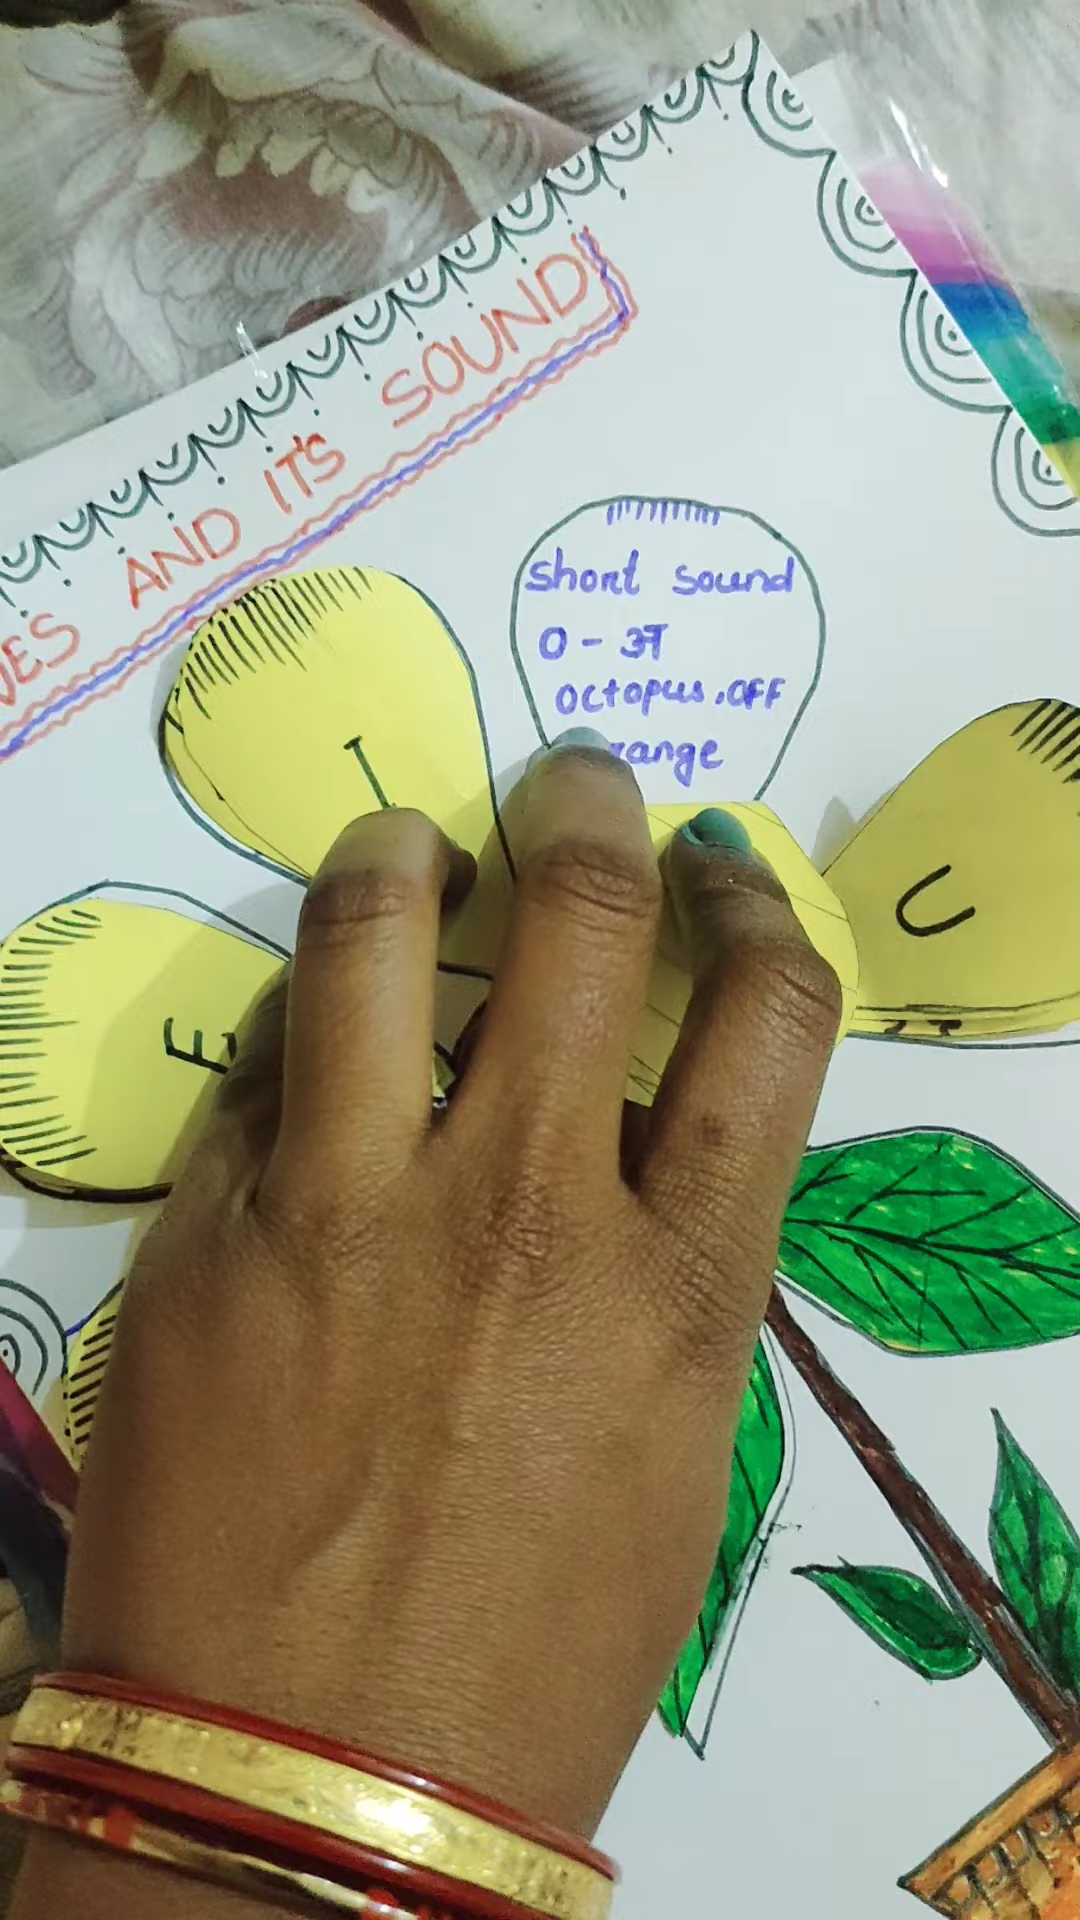 AND IT'S SOUND
I
short sound
O - अ
octopus, OFF
U
E